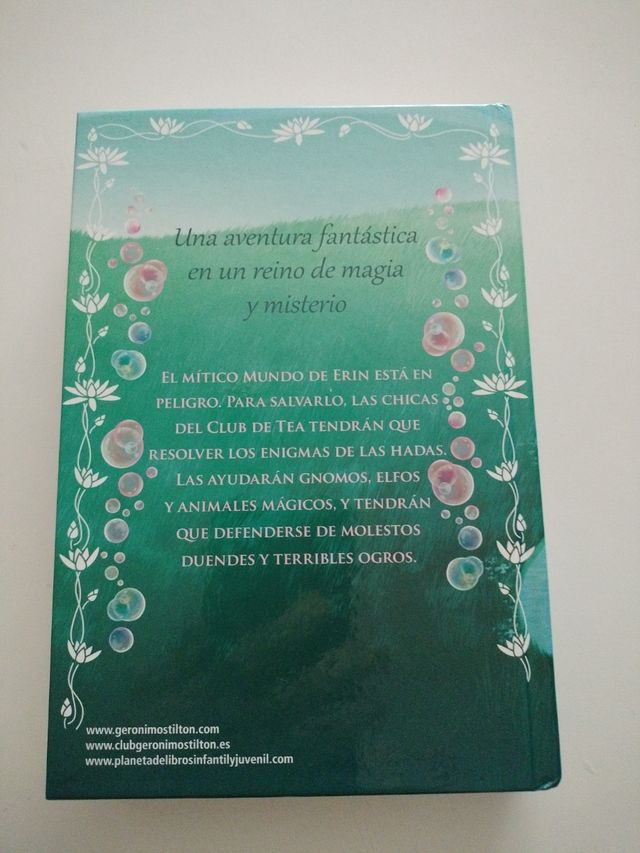 Una aventura fantástica
en un reino de magia
y misterio
El mítico Mundo de Erin está en
peligro. Para salvarlo, las chicas
del Club de Tea tendrán que
resolver los enigmas de las hadas.
Las ayudarán gnomos, elfos
y animales mágicos, y tendrán
que defenderse de molestos
duendes y terribles ogros.
www.geronimostilton.com
www.clubgeronimostilton.es
www.planetadelibrosinfantilyjuvenil.com